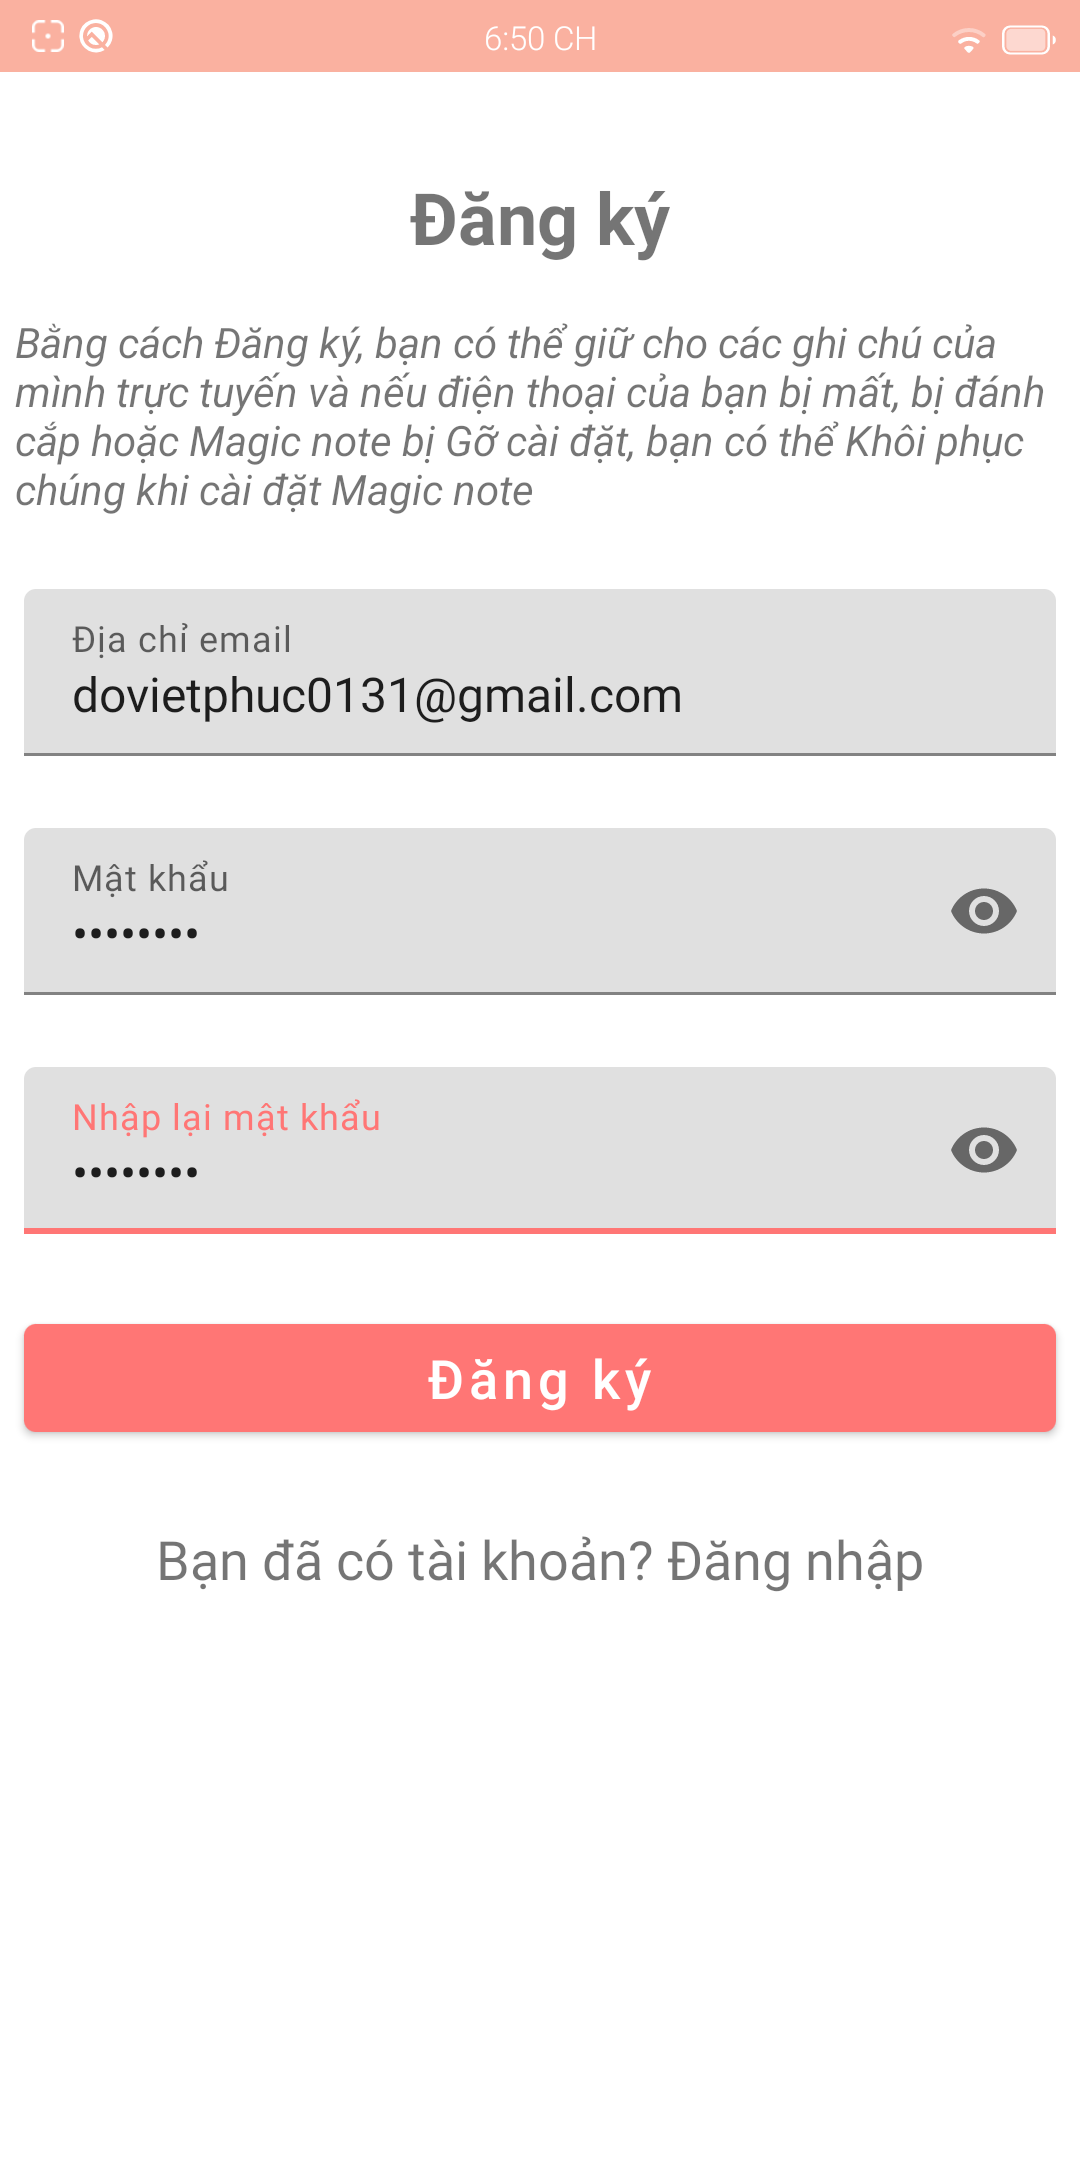 6:50 CH
Đăng ký
Bằng cách Đăng ký, bạn có thể giữ cho các ghi chú của
mình trực tuyến và nếu điện thoại của bạn bị mất, bị đánh
cắp hoặc Magic note bị Gỡ cài đặt, bạn có thể Khôi phục
chúng khi cài đặt Magic note
Địa chỉ email
dovietphuc0131@gmail.com
Mật khẩu
••••••••
Nhập lại mật khẩu
••••••••
Đăng ký
Bạn đã có tài khoản? Đăng nhập